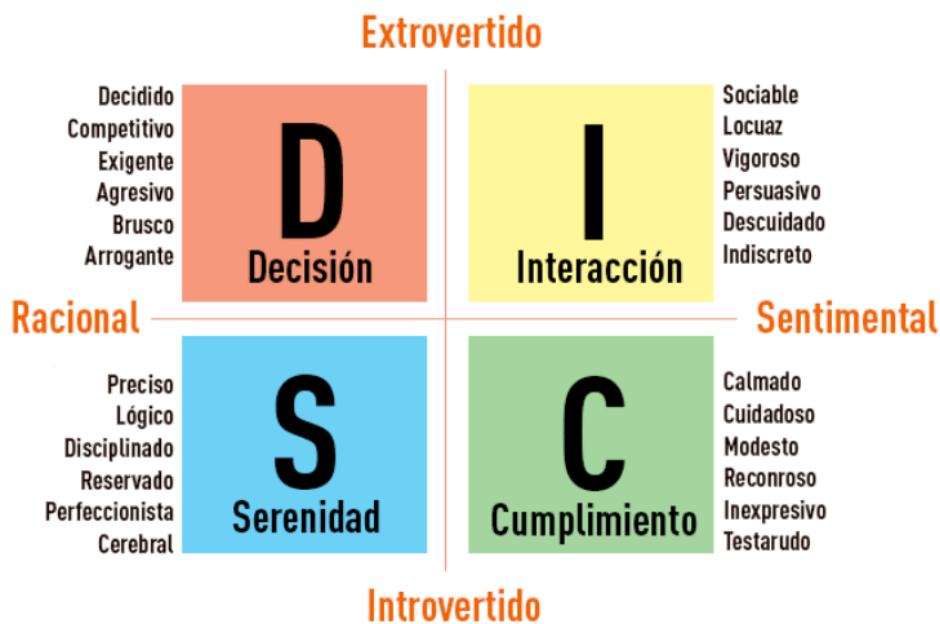 Extrovertido
Decidido
Competitivo
Exigente
Agresivo
Brusco
Arrogante
D
Decisión
I
Interacción
Sociable
Locuaz
Vigoroso
Persuasivo
Descuidado
Indiscreto
Racional
Sentimental
Preciso
Lógico
Disciplinado
Reservado
Perfeccionista
Cerebral
S
Serenidad
C
Cumplimiento
Calmado
Cuidadoso
Modesto
Reconroso
Inexpresivo
Testarudo
Introvertido